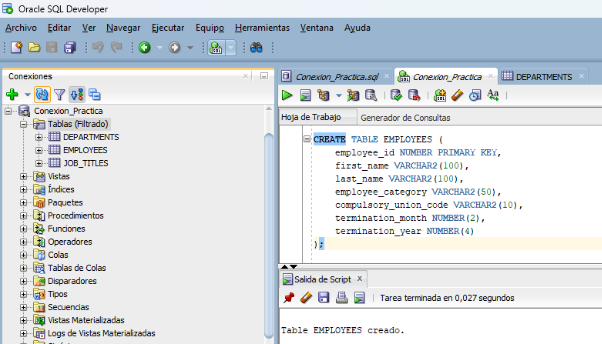 Oracle SQL Developer
Archivo Editar Ver Navegar Ejecutar Equipo Herramientas Ventana Ayuda
Conexiones
Conexion_Practica
Tablas (Filtrado)
DEPARTMENTS
EMPLOYEES
JOB_TITLES
Vistas
Índices
Paquetes
Procedimientos
Funciones
Operadores
Colas
Tablas de Colas
Disparadores
Tipos
Secuencias
Vistas Materializadas
Logs de Vistas Materializadas
Conexion_Practica.sql Conexion_Practica DEPARTMENTS
Hoja de Trabajo Generador de Consultas
CREATE TABLE EMPLOYEES (
employee_id NUMBER PRIMARY KEY,
first_name VARCHAR2(100),
last_name VARCHAR2(100),
employee_category VARCHAR2(50),
compulsory_union_code VARCHAR2(10),
termination_month NUMBER(2),
termination_year NUMBER(4)
);
Salida de Script
Tarea terminada en 0,027 segundos
Table EMPLOYEES creado.